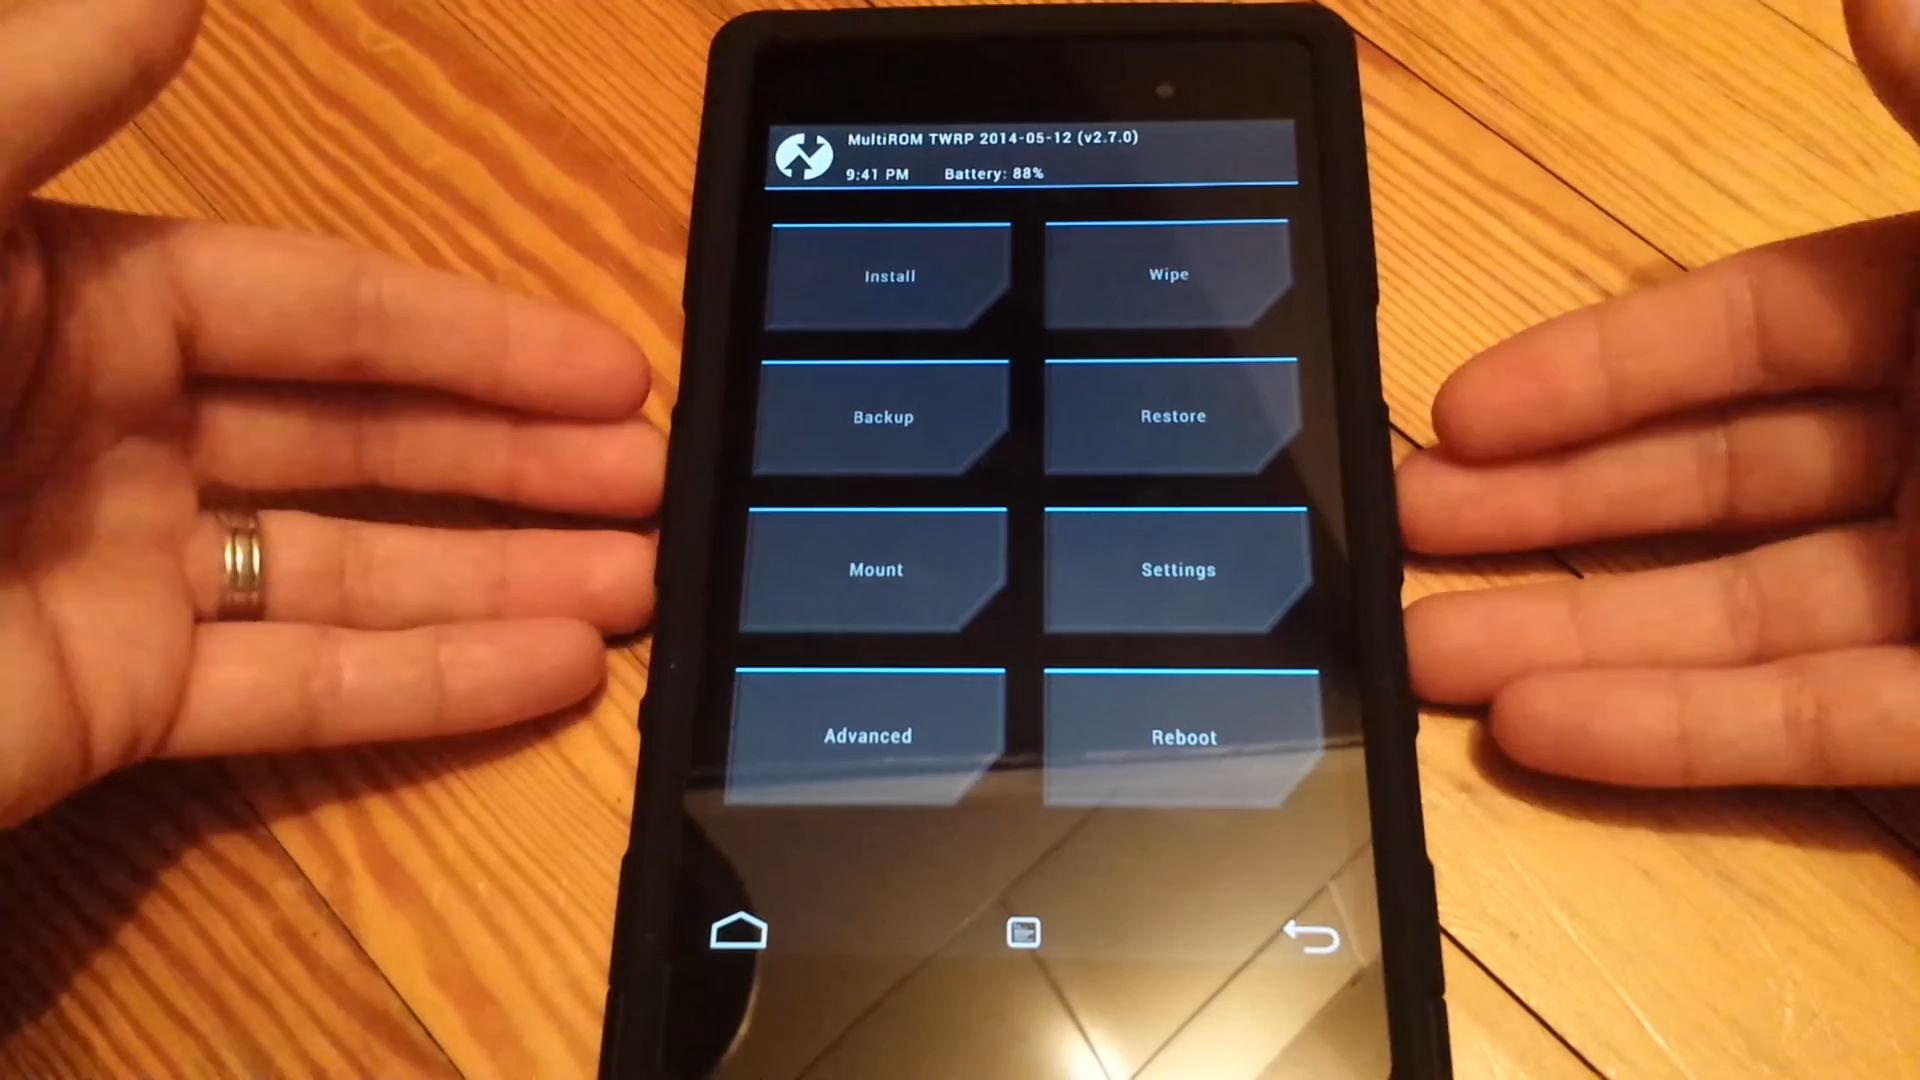 MultiROM TWRP 2014-05-12 (v2.7.0)
9:41 PM Battery: 88%
Install Wipe
Backup Restore
Mount Settings
Advanced Reboot